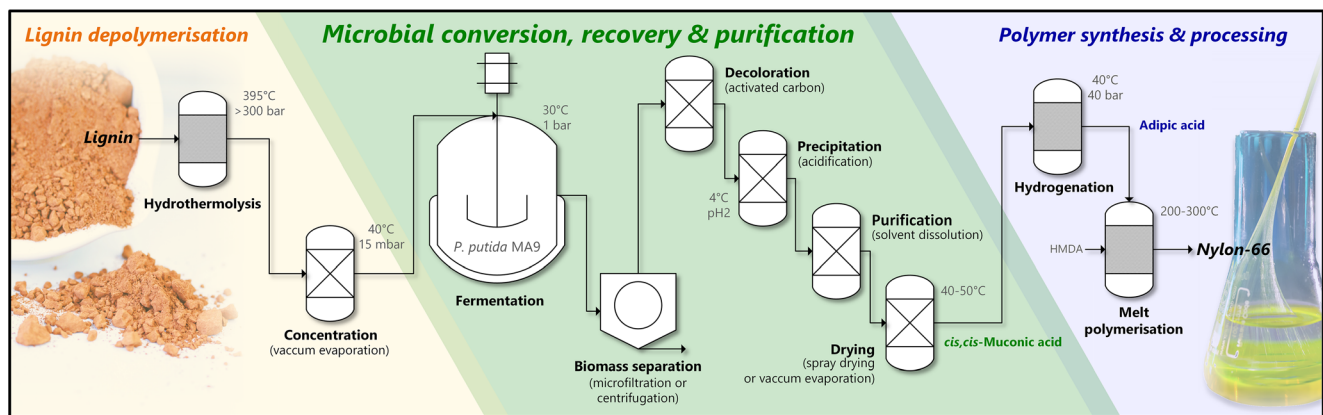 Lignin depolymerisation
Microbial conversion, recovery & purification
Polymer synthesis & processing
Lignin
395°C
>300 bar
Hydrothermolysis
40°C
15 mbar
Concentration
(vaccum evaporation)
30°C
1 bar
P. putida MA9
Fermentation
Biomass separation
(microfiltration or
centrifugation)
Decoloration
(activated carbon)
Precipitation
(acidification)
4°C
pH2
Purification
(solvent dissolution)
40-50°C
Drying
(spray drying
or vaccum evaporation)
cis,cis-Muconic acid
40°C
40 bar
Hydrogenation
Adipic acid
200-300°C
HMDA
Nylon-66
Melt
polymerisation